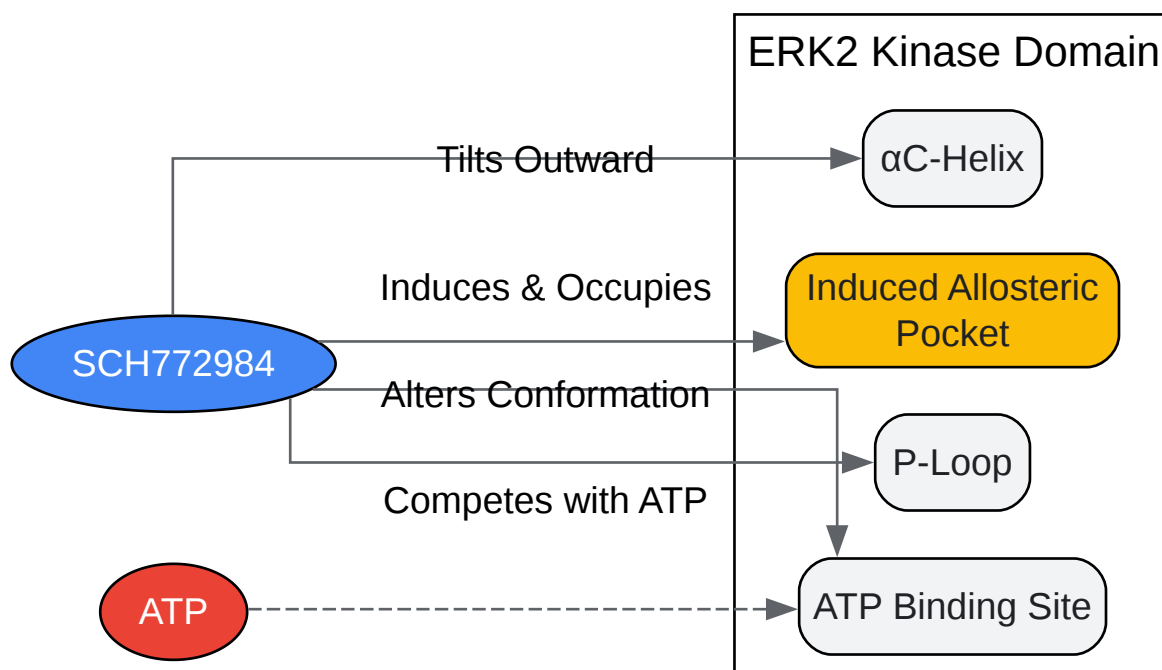 ERK2 Kinase Domain
Tilts Outward
αC-Helix
Induces & Occupies
Induced Allosteric
Pocket
SCH772984
Alters Conformation
P-Loop
Competes with ATP
ATP
ATP Binding Site